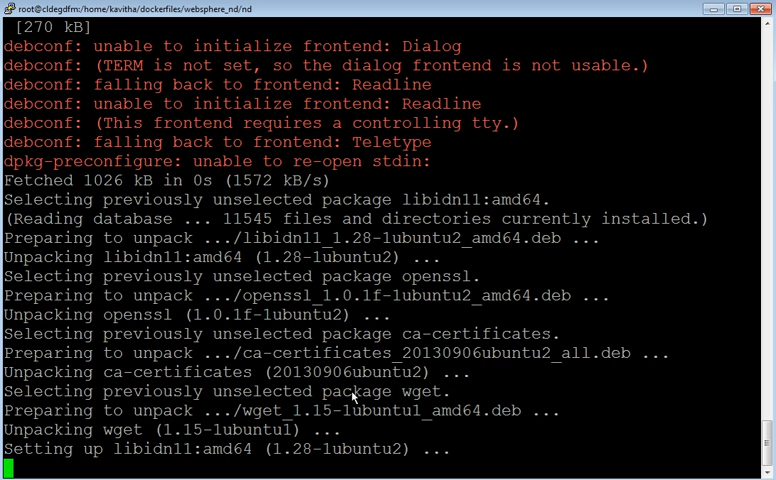 root@cldegdfm:/home/kavitha/dockerfiles/websphere_nd/nd
[270 kB]
debconf: unable to initialize frontend: Dialog
debconf: (TERM is not set, so the dialog frontend is not usable.)
debconf: falling back to frontend: Readline
debconf: unable to initialize frontend: Readline
debconf: (This frontend requires a controlling tty.)
debconf: falling back to frontend: Teletype
dpkg-preconfigure: unable to re-open stdin:
Fetched 1026 kB in 0s (1572 kB/s)
Selecting previously unselected package libidn11:amd64.
(Reading database ... 11545 files and directories currently installed.)
Preparing to unpack .../libidn11_1.28-1ubuntu2_amd64.deb ...
Unpacking libidn11:amd64 (1.28-1ubuntu2) ...
Selecting previously unselected package openssl.
Preparing to unpack .../openssl_1.0.1f-1ubuntu2_amd64.deb ...
Unpacking openssl (1.0.1f-1ubuntu2) ...
Selecting previously unselected package ca-certificates.
Preparing to unpack .../ca-certificates_20130906ubuntu2_all.deb ...
Unpacking ca-certificates (20130906ubuntu2) ...
Selecting previously unselected package wget.
Preparing to unpack .../wget_1.15-1ubuntu1_amd64.deb ...
Unpacking wget (1.15-1ubuntu1) ...
Setting up libidn11:amd64 (1.28-1ubuntu2) ...